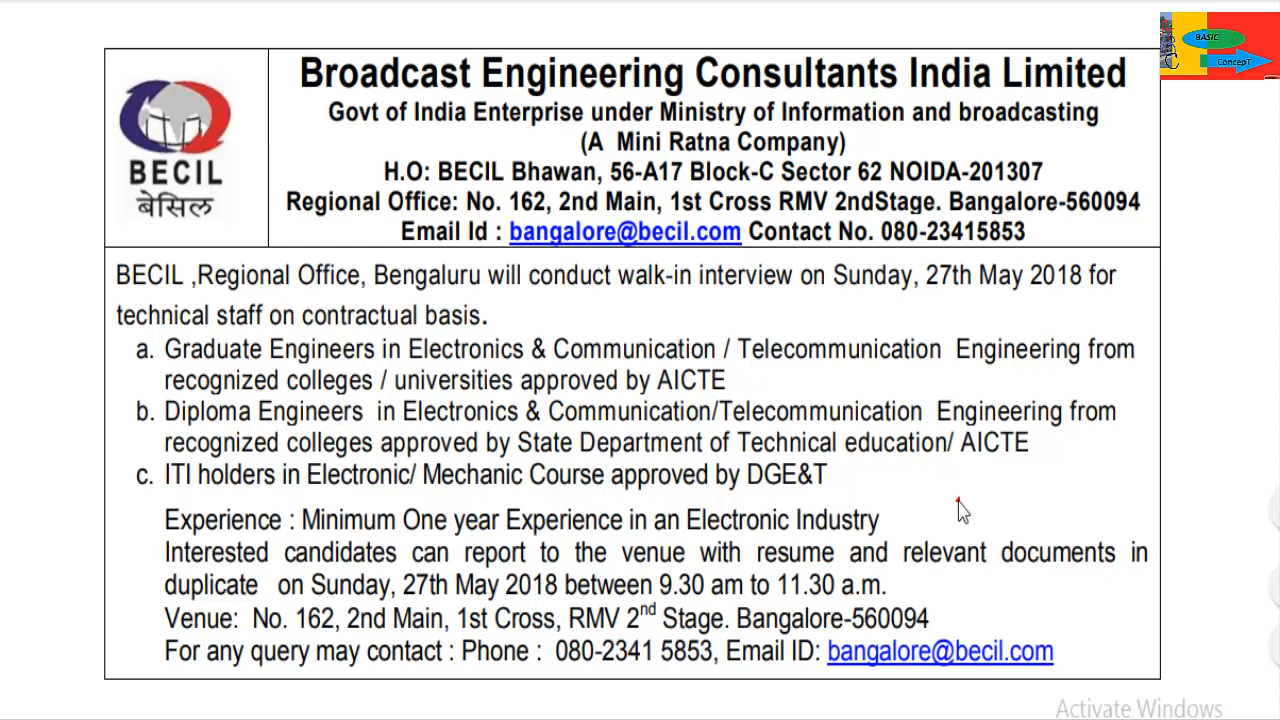 BASIC
ConcepT
Broadcast Engineering Consultants India Limited
Govt of India Enterprise under Ministry of Information and broadcasting
(A Mini Ratna Company)
H.O: BECIL Bhawan, 56-A17 Block-C Sector 62 NOIDA-201307
Regional Office: No. 162, 2nd Main, 1st Cross RMV 2ndStage. Bangalore-560094
Email Id : bangalore@becil.com Contact No. 080-23415853
BECIL
बेसिल
BECIL ,Regional Office, Bengaluru will conduct walk-in interview on Sunday, 27th May 2018 for
technical staff on contractual basis.
a. Graduate Engineers in Electronics & Communication / Telecommunication Engineering from
recognized colleges / universities approved by AICTE
b. Diploma Engineers in Electronics & Communication/Telecommunication Engineering from
recognized colleges approved by State Department of Technical education/ AICTE
c. ITI holders in Electronic/ Mechanic Course approved by DGE&T
Experience : Minimum One year Experience in an Electronic Industry
Interested candidates can report to the venue with resume and relevant documents in
duplicate on Sunday, 27th May 2018 between 9.30 am to 11.30 a.m.
Venue: No. 162, 2nd Main, 1st Cross, RMV 2nd Stage. Bangalore-560094
For any query may contact : Phone : 080-2341 5853, Email ID: bangalore@becil.com
Activate Windows